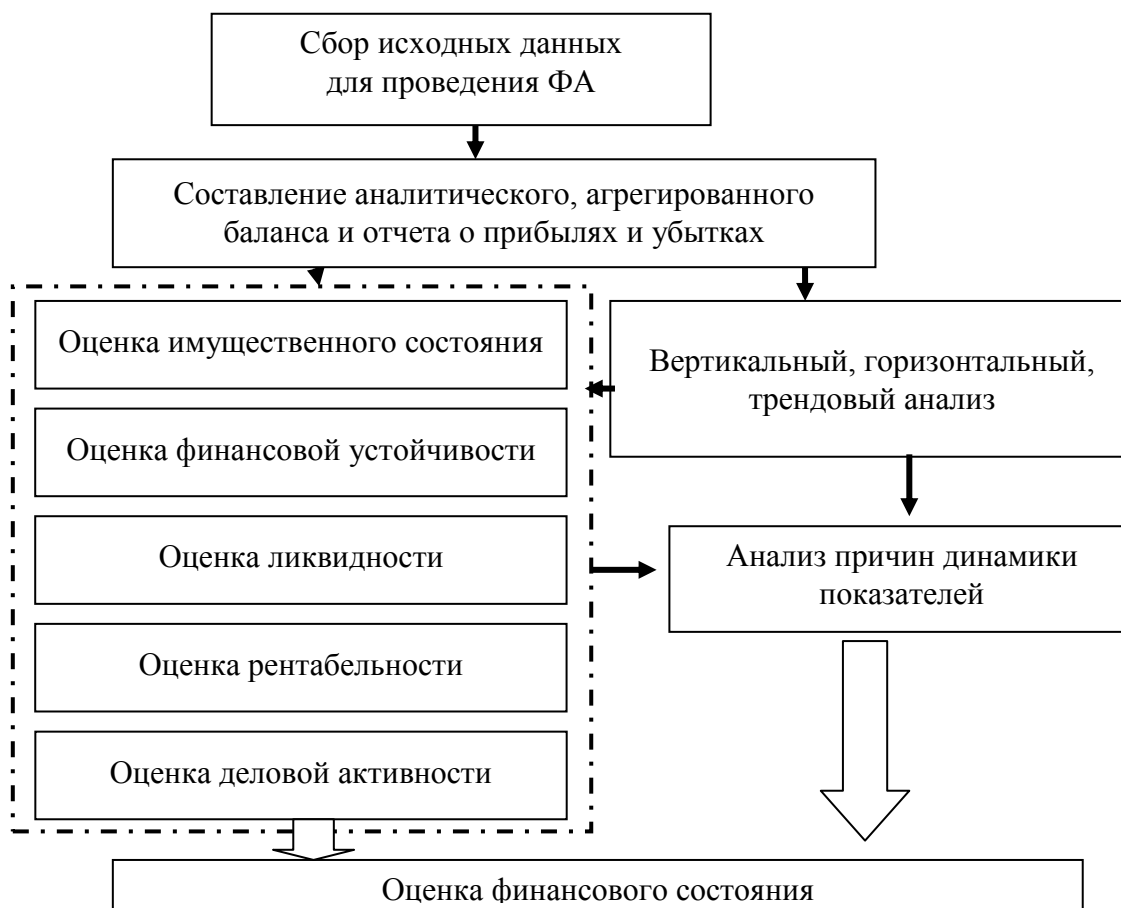 Сбор исходных данных
для проведения ФА
Составление аналитического, агрегированного
баланса и отчета о прибылях и убытках
Оценка имущественного состояния
Вертикальный, горизонтальный,
трендовый анализ
Оценка финансовой устойчивости
Оценка ликвидности
Анализ причин динамики
показателей
Оценка рентабельности
Оценка деловой активности
Оценка финансового состояния